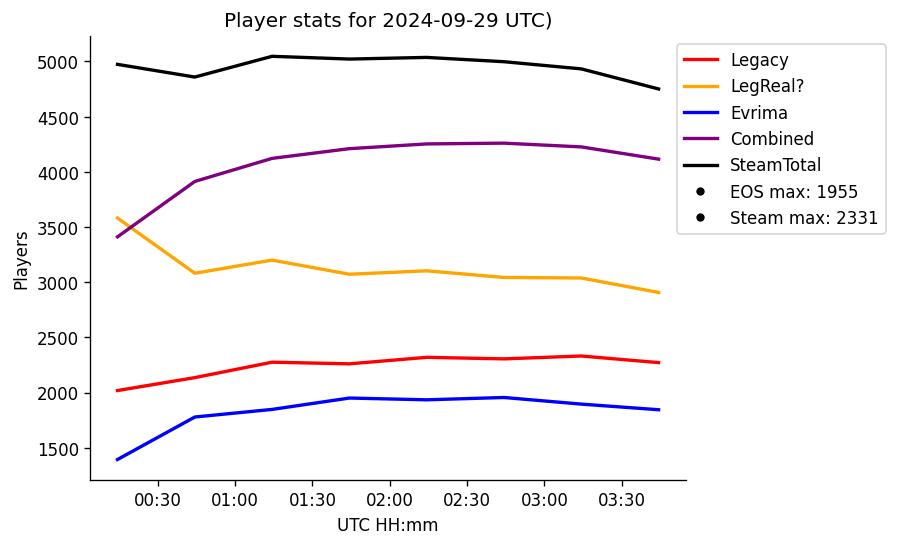 Player stats for 2024-09-29 UTC)
Players
5000
4500
4000
3500
3000
2500
2000
1500
00:30 01:00 01:30 02:00 02:30 03:00 03:30
UTC HH:mm
Legacy
LegReal?
Evrima
Combined
SteamTotal
EOS max: 1955
Steam max: 2331